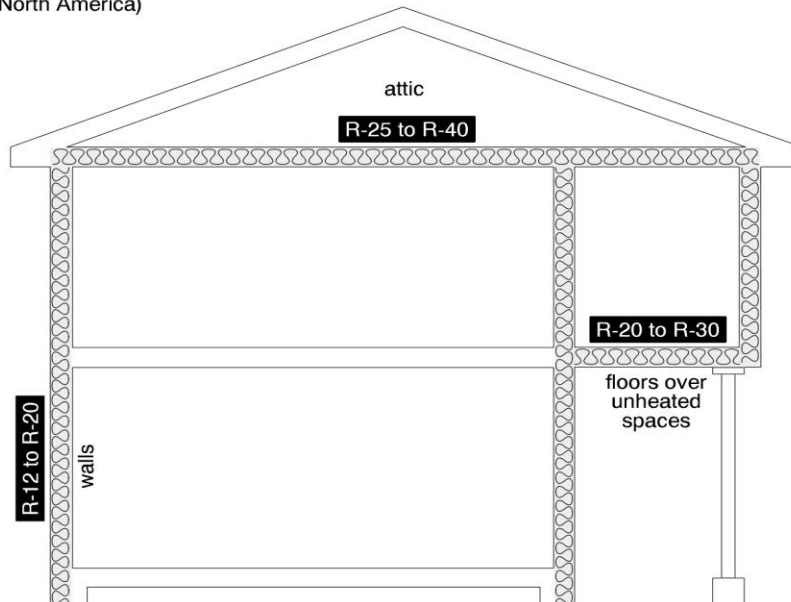 North America)
attic
R-25 to R-40
R-20 to R-30
floors over
unheated
spaces
R-12 to R-20
walls